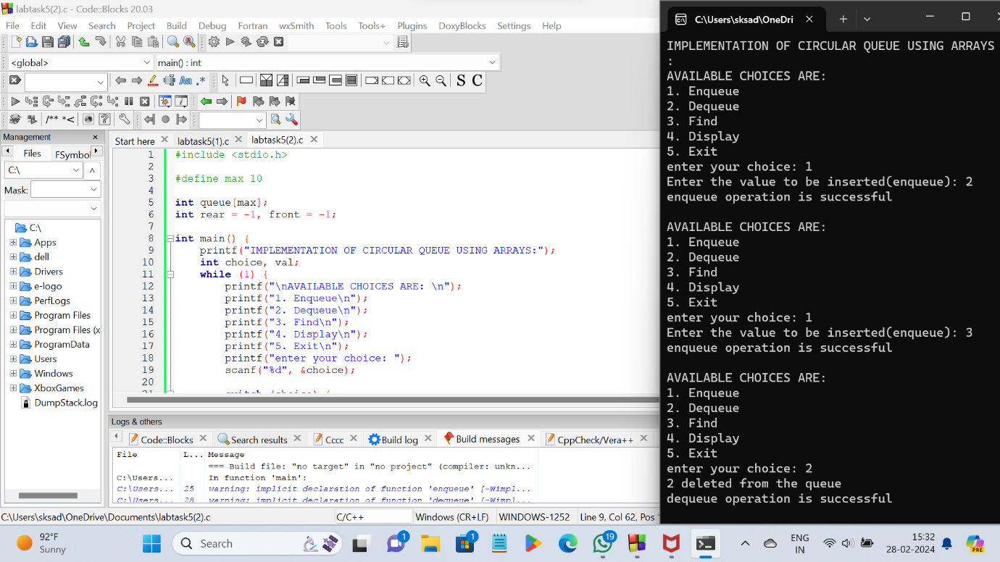 labtask5(2).c - Code::Blocks 20.03
File Edit View Search Project Build Debug Fortran wxSmith Tools Tools+ Plugins DoxyBlocks Settings Help
<global>
main() : int
S C
/** *<
Management
Files FSymbol
C:\
Mask:
C:\
Apps
dell
Drivers
e-logo
PerfLogs
Program Files
Program Files (x
ProgramData
Users
Windows
XboxGames
DumpStack.log
Start here labtask5(1).c labtask5(2).c
1 #include <stdio.h>
2
3 #define max 10
4
5 int queue[max];
6 int rear = -1, front = -1;
7
8 int main() {
9 printf("IMPLEMENTATION OF CIRCULAR QUEUE USING ARRAYS:");
10 int choice, val;
11 while (1) {
12 printf("\nAVAILABLE CHOICES ARE: \n");
13 printf("1. Enqueue\n");
14 printf("2. Dequeue\n");
15 printf("3. Find\n");
16 printf("4. Display\n");
17 printf("5. Exit\n");
18 printf("enter your choice: ");
19 scanf("%d", &choice);
20
21 switch (choice) {
Logs & others
Code::Blocks Search results Cccc Build log Build messages CppCheck/Vera++
File L... Message
=== Build file: "no target" in "no project" (compiler: unkn...
C:\Users... In function 'main':
C:\Users... 25 warning: implicit declaration of function 'enqueue' [-Wimpl...
C:\Users... 28 warning: implicit declaration of function 'dequeue' [-Wimpl...
C:\Users\sksad\OneDrive\Documents\labtask5(2).c C/C++ Windows (CR+LF) WINDOWS-1252 Line 9, Col 62, Pos
C:\Users\sksad\OneDri
IMPLEMENTATION OF CIRCULAR QUEUE USING ARRAYS
:
AVAILABLE CHOICES ARE:
1. Enqueue
2. Dequeue
3. Find
4. Display
5. Exit
enter your choice: 1
Enter the value to be inserted(enqueue): 2
enqueue operation is successful
AVAILABLE CHOICES ARE:
1. Enqueue
2. Dequeue
3. Find
4. Display
5. Exit
enter your choice: 1
Enter the value to be inserted(enqueue): 3
enqueue operation is successful
AVAILABLE CHOICES ARE:
1. Enqueue
2. Dequeue
3. Find
4. Display
5. Exit
enter your choice: 2
2 deleted from the queue
dequeue operation is successful
92°F
Sunny
Search
1
1
19
ENG
IN
15:32
28-02-2024
PRE